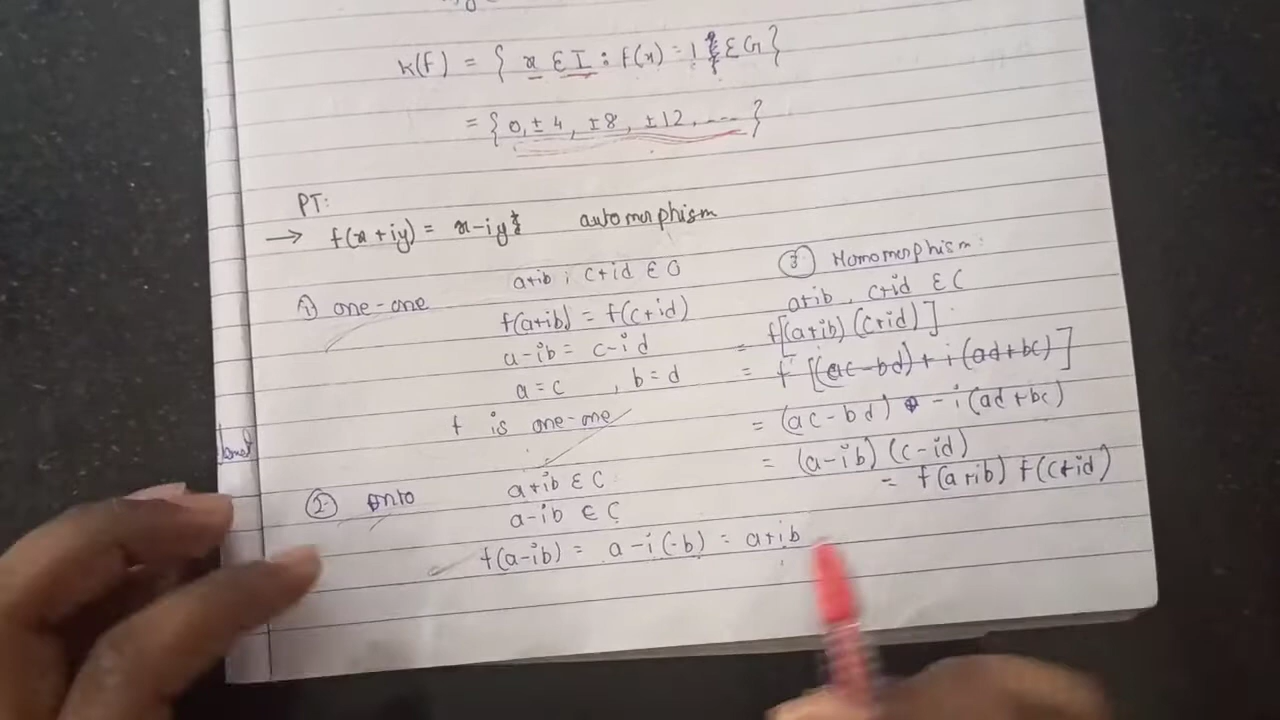 K(f) = { x ∈ I : f(x) = 1 ∈ G }
= { 0, ± 4, ± 8, ± 12, ---- }
PT:
→ f(x + iy) = x - iy automorphism
1) one-one
a+ib ; c+id ∈ G
f(a+ib) = f(c+id)
a-ib = c-id
a = c , b = d
f is one-one
2. onto
a+ib ∈ C
a-ib ∈ C
f(a-ib) = a-i(-b) = a+ib
3 Homomorphism:
a+ib, c+id ∈ C
= f[(a+ib)(c+id)]
= f[(ac-bd) + i(ad+bc)]
= (ac-bd) - i(ad+bc)
= (a-ib) (c-id)
= f(a+ib) f(c+id)